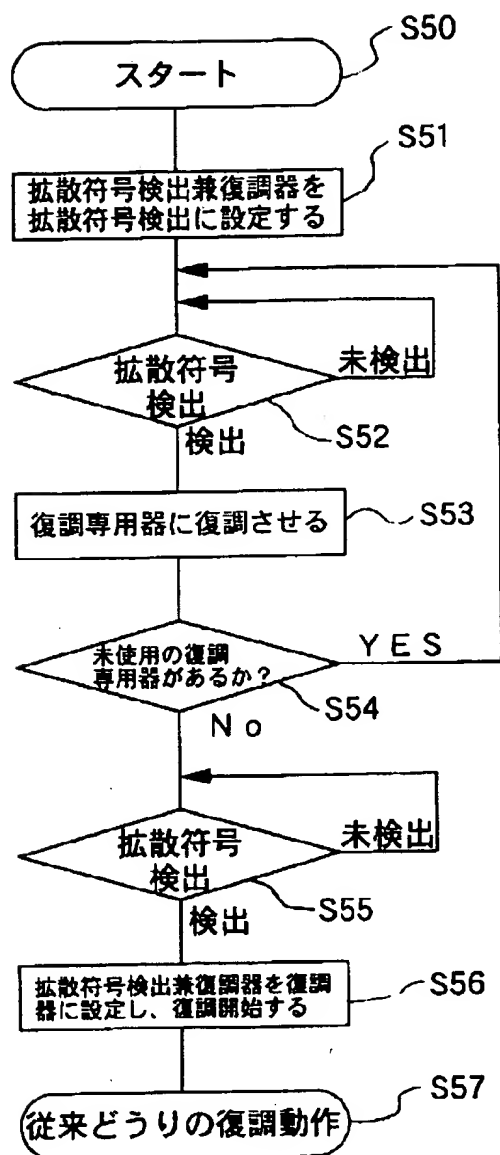 S50
スタート
S51
拡散符号検出兼復調器を
拡散符号検出に設定する
拡散符号
検出
未検出
検出
S52
復調専用器に復調させる
S53
未使用の復調
専用器があるか?
YES
S54
No
拡散符号
検出
未検出
検出
S55
拡散符号検出兼復調器を復調
器に設定し、復調開始する
S56
従来どうりの復調動作
S57